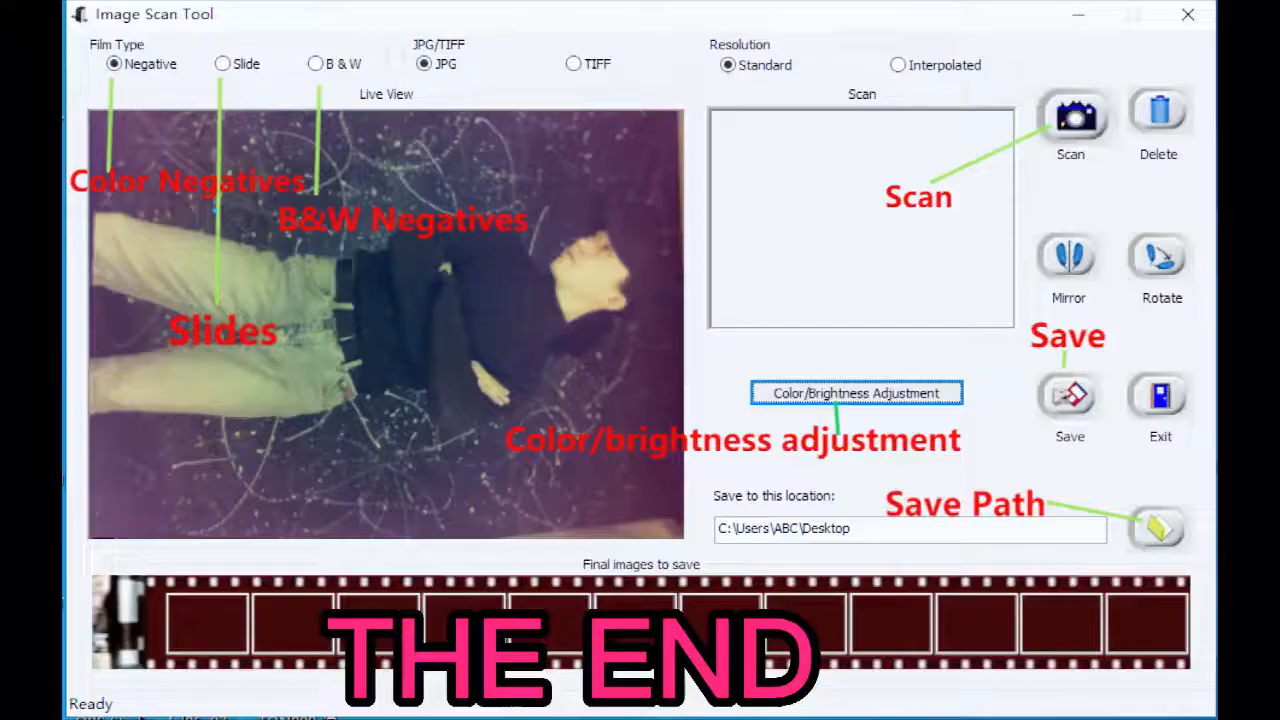 Image Scan Tool
Film Type
JPG/TIFF
Resolution
Negative
Slide
B & W
JPG
TIFF
Standard
Interpolated
Live View
Scan
Scan
Delete
Color Negatives
B&W Negatives
Scan
Mirror
Rotate
Slides
Save
Color/Brightness Adjustment
Save
Exit
Color/brightness adjustment
Save to this location:
Save Path
C:\Users\ABC\Desktop
Final images to save
THE END
Ready